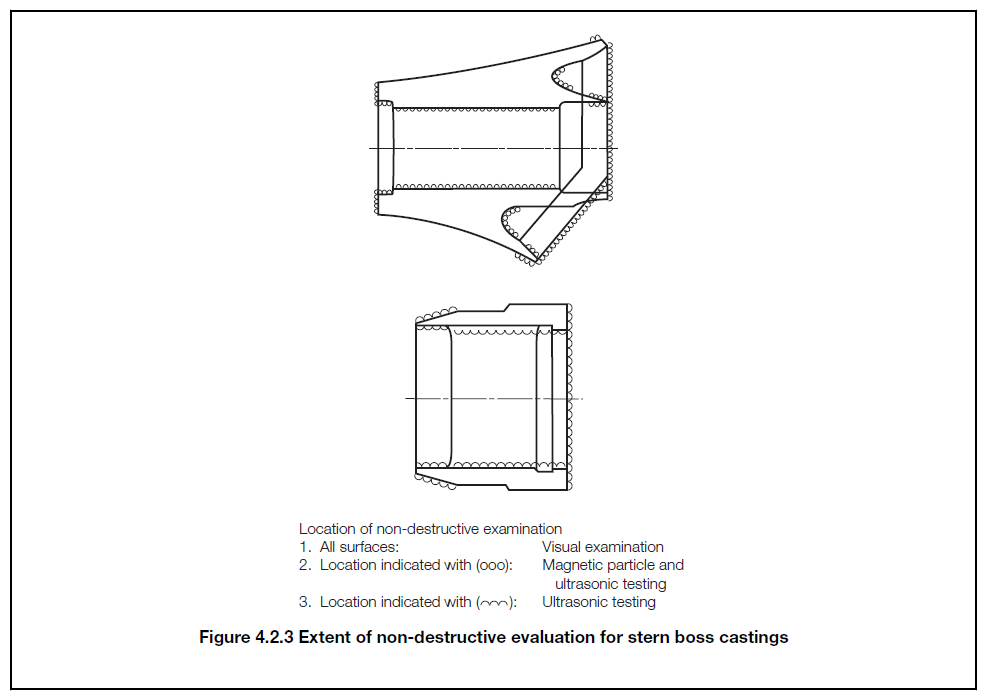 Location of non-destructive examination
1. All surfaces: Visual examination
2. Location indicated with (ooo): Magnetic particle and
ultrasonic testing
3. Location indicated with (): Ultrasonic testing
Figure 4.2.3 Extent of non-destructive evaluation for stern boss castings